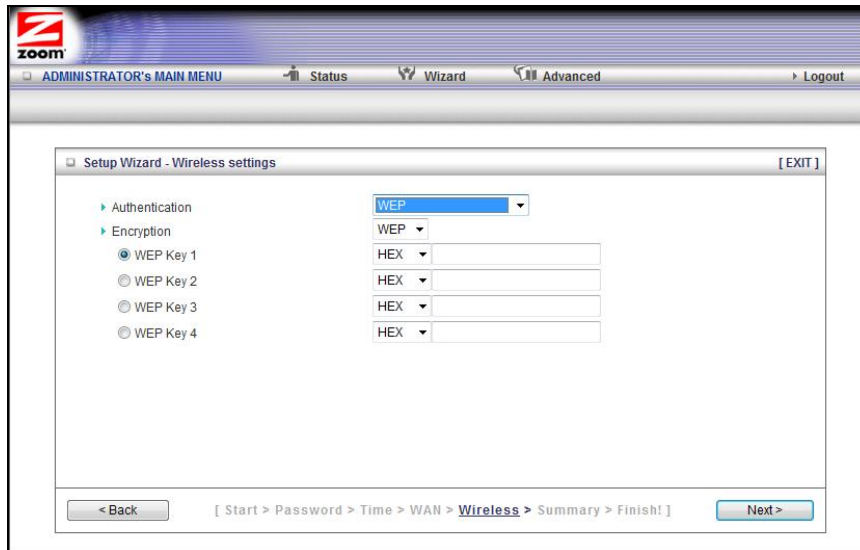 zoom
ADMINISTRATOR's MAIN MENU Status Wizard Advanced Logout
Setup Wizard - Wireless settings [ EXIT ]
Authentication WEP
Encryption WEP
WEP Key 1 HEX
WEP Key 2 HEX
WEP Key 3 HEX
WEP Key 4 HEX
< Back [ Start > Password > Time > WAN > Wireless > Summary > Finish! ] Next >